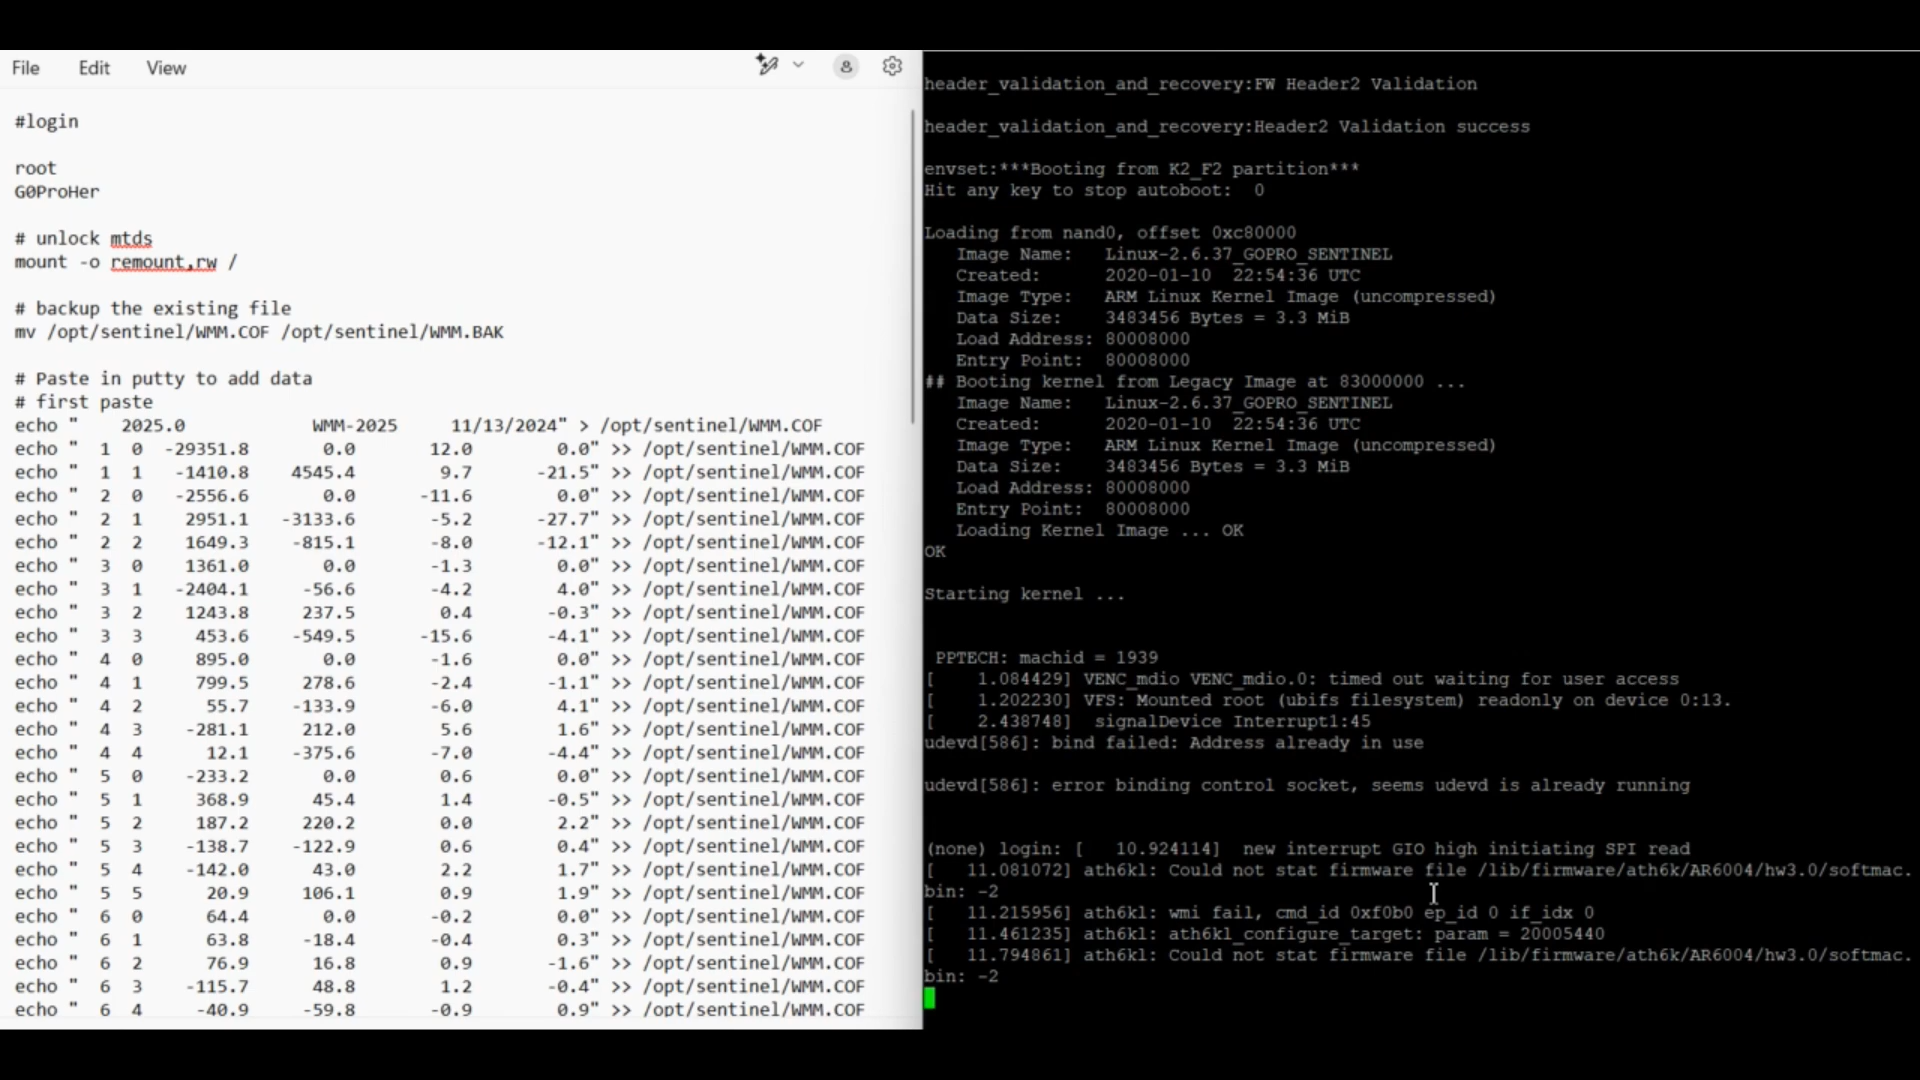 File Edit View
#login
root
G0ProHer
# unlock mtds
mount -o remount,rw /
# backup the existing file
mv /opt/sentinel/WMM.COF /opt/sentinel/WMM.BAK
# Paste in putty to add data
# first paste
echo "    2025.0            WMM-2025     11/13/2024" > /opt/sentinel/WMM.COF
echo "  1  0  -29351.8       0.0       12.0        0.0" >> /opt/sentinel/WMM.COF
echo "  1  1   -1410.8    4545.4        9.7      -21.5" >> /opt/sentinel/WMM.COF
echo "  2  0   -2556.6       0.0      -11.6        0.0" >> /opt/sentinel/WMM.COF
echo "  2  1    2951.1   -3133.6       -5.2      -27.7" >> /opt/sentinel/WMM.COF
echo "  2  2    1649.3    -815.1       -8.0      -12.1" >> /opt/sentinel/WMM.COF
echo "  3  0    1361.0       0.0       -1.3        0.0" >> /opt/sentinel/WMM.COF
echo "  3  1   -2404.1     -56.6       -4.2        4.0" >> /opt/sentinel/WMM.COF
echo "  3  2    1243.8     237.5        0.4       -0.3" >> /opt/sentinel/WMM.COF
echo "  3  3     453.6    -549.5      -15.6       -4.1" >> /opt/sentinel/WMM.COF
echo "  4  0     895.0       0.0       -1.6        0.0" >> /opt/sentinel/WMM.COF
echo "  4  1     799.5     278.6       -2.4       -1.1" >> /opt/sentinel/WMM.COF
echo "  4  2      55.7    -133.9       -6.0        4.1" >> /opt/sentinel/WMM.COF
echo "  4  3    -281.1     212.0        5.6        1.6" >> /opt/sentinel/WMM.COF
echo "  4  4      12.1    -375.6       -7.0       -4.4" >> /opt/sentinel/WMM.COF
echo "  5  0    -233.2       0.0        0.6        0.0" >> /opt/sentinel/WMM.COF
echo "  5  1     368.9      45.4        1.4       -0.5" >> /opt/sentinel/WMM.COF
echo "  5  2     187.2     220.2        0.0        2.2" >> /opt/sentinel/WMM.COF
echo "  5  3    -138.7    -122.9        0.6        0.4" >> /opt/sentinel/WMM.COF
echo "  5  4    -142.0      43.0        2.2        1.7" >> /opt/sentinel/WMM.COF
echo "  5  5      20.9     106.1        0.9        1.9" >> /opt/sentinel/WMM.COF
echo "  6  0      64.4       0.0       -0.2        0.0" >> /opt/sentinel/WMM.COF
echo "  6  1      63.8     -18.4       -0.4        0.3" >> /opt/sentinel/WMM.COF
echo "  6  2      76.9      16.8        0.9       -1.6" >> /opt/sentinel/WMM.COF
echo "  6  3    -115.7      48.8        1.2       -0.4" >> /opt/sentinel/WMM.COF
echo "  6  4     -40.9     -59.8       -0.9        0.9" >> /opt/sentinel/WMM.COF
header_validation_and_recovery:FW Header2 Validation
header_validation_and_recovery:Header2 Validation success
envset:***Booting from K2_F2 partition***
Hit any key to stop autoboot:  0
Loading from nand0, offset 0xc80000
   Image Name:   Linux-2.6.37_GOPRO_SENTINEL
   Created:      2020-01-10  22:54:36 UTC
   Image Type:   ARM Linux Kernel Image (uncompressed)
   Data Size:    3483456 Bytes = 3.3 MiB
   Load Address: 80008000
   Entry Point:  80008000
## Booting kernel from Legacy Image at 83000000 ...
   Image Name:   Linux-2.6.37_GOPRO_SENTINEL
   Created:      2020-01-10  22:54:36 UTC
   Image Type:   ARM Linux Kernel Image (uncompressed)
   Data Size:    3483456 Bytes = 3.3 MiB
   Load Address: 80008000
   Entry Point:  80008000
   Loading Kernel Image ... OK
OK
Starting kernel ...
 PPTECH: machid = 1939
[    1.084429] VENC_mdio VENC_mdio.0: timed out waiting for user access
[    1.202230] VFS: Mounted root (ubifs filesystem) readonly on device 0:13.
[    2.438748]  signalDevice Interrupt1:45
udevd[586]: bind failed: Address already in use
udevd[586]: error binding control socket, seems udevd is already running
(none) login: [   10.924114]  new interrupt GIO high initiating SPI read
[   11.081072] ath6kl: Could not stat firmware file /lib/firmware/ath6k/AR6004/hw3.0/softmac.
bin: -2
[   11.215956] ath6kl: wmi fail, cmd_id 0xf0b0 ep_id 0 if_idx 0
[   11.461235] ath6kl: ath6kl_configure_target: param = 20005440
[   11.794861] ath6kl: Could not stat firmware file /lib/firmware/ath6k/AR6004/hw3.0/softmac.
bin: -2